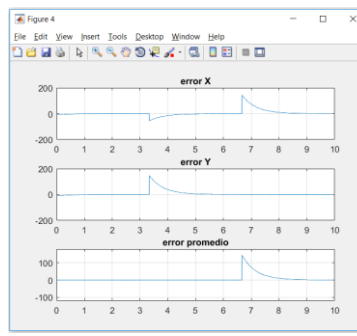 Figure 4
File Edit View Insert Tools Desktop Window Help
error X
200
0
-200
0 1 2 3 4 5 6 7 8 9 10
error Y
200
0
-200
0 1 2 3 4 5 6 7 8 9 10
error promedio
100
0
-100
0 1 2 3 4 5 6 7 8 9 10